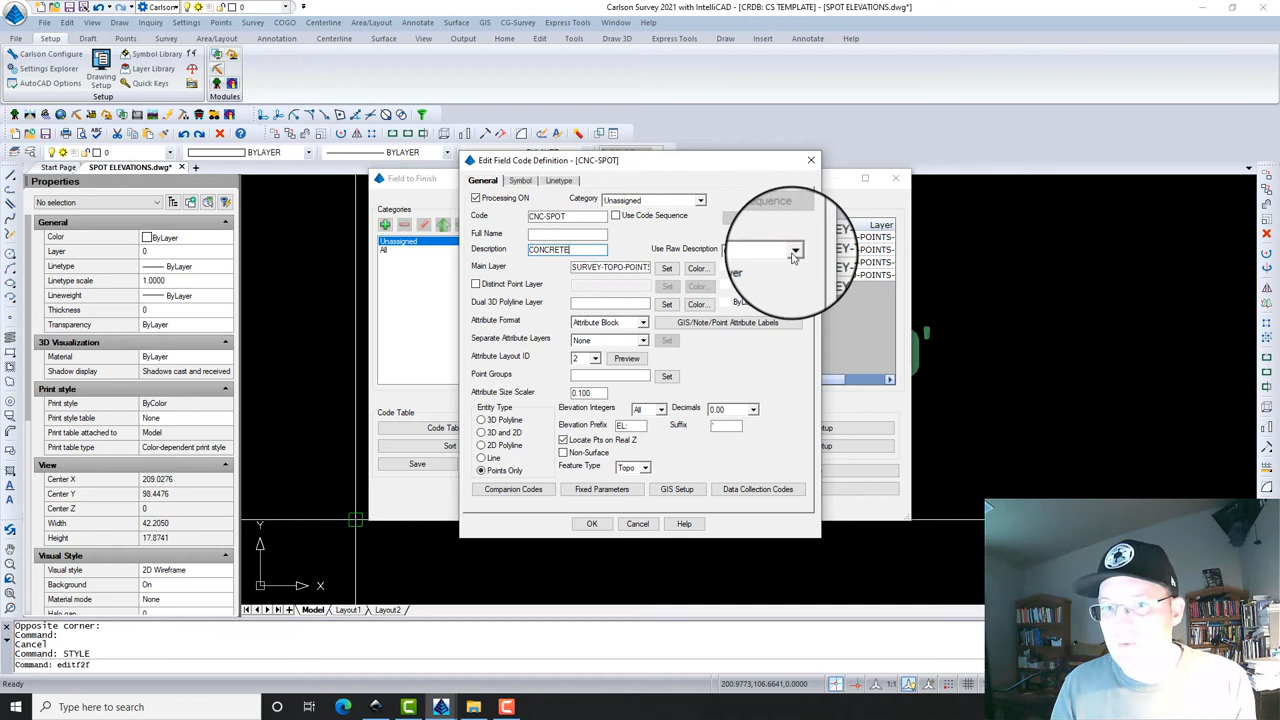 Carlson... Carlson Survey 2021 with IntelliCAD - [CRDB: CS TEMPLATE] - [SPOT ELEVATIONS.dwg*]
File Edit View Draw Inquiry Settings Points Survey COGO Centerline Area/Layout Annotate Surface GIS CG-Survey Express Tools Window Help
File Setup Draft Points Survey Area/Layout Annotation Centerline Surface View Output Home Edit Tools Draw 3D Express Tools Draw Insert Annotate
Carlson Configure Symbol Library
Settings Explorer Drawing Setup Layer Library
AutoCAD Options Quick Keys
Setup Modules
0 BYLAYER BYLAYER
Start Page SPOT ELEVATIONS.dwg*
Properties
No selection
General
Color ByLayer
Layer 0
Linetype ByLayer
Linetype scale 1.0000
Lineweight ByLayer
Thickness 0
Transparency ByLayer
3D Visualization
Material ByLayer
Shadow display Shadows cast and received
Print style
Print style ByColor
Print style table None
Print table attached to Model
Print table type Color-dependent print style
View
Center X 209.0276
Center Y 98.4476
Center Z 0
Width 42.2050
Height 17.8741
Visual Style
Visual style 2D Wireframe
Background On
Material mode None
Halo gap 0
Field to Finish
Categories
Unassigned
All
Code Table
Code Tab
Sort
Save
Layer
Edit Field Code Definition - [CNC-SPOT]
General Symbol Linetype
Processing ON Category Unassigned
Code CNC-SPOT Use Code Sequence
Full Name
Description CONCRETE Use Raw Description
Main Layer SURVEY-TOPO-POINTS Set Color...
Distinct Point Layer Set Color...
Dual 3D Polyline Layer Set Color...
Attribute Format Attribute Block GIS/Note/Point Attribute Labels
Separate Attribute Layers None Set
Attribute Layout ID 2 Preview
Point Groups Set
Attribute Size Scaler 0.100
Entity Type Elevation Integers All Decimals 0.00
3D Polyline Elevation Prefix EL: Suffix '
3D and 2D Locate Pts on Real Z
2D Polyline Non-Surface
Line Feature Type Topo
Points Only
Companion Codes Fixed Parameters GIS Setup Data Collection Codes
OK Cancel Help
Y
X
Model Layout1 Layout2
Opposite corner:
Command:
Cancel
Command: STYLE
Command: editf2f
Ready 200.9773,106.6641,0.0000 1:1
Type here to search